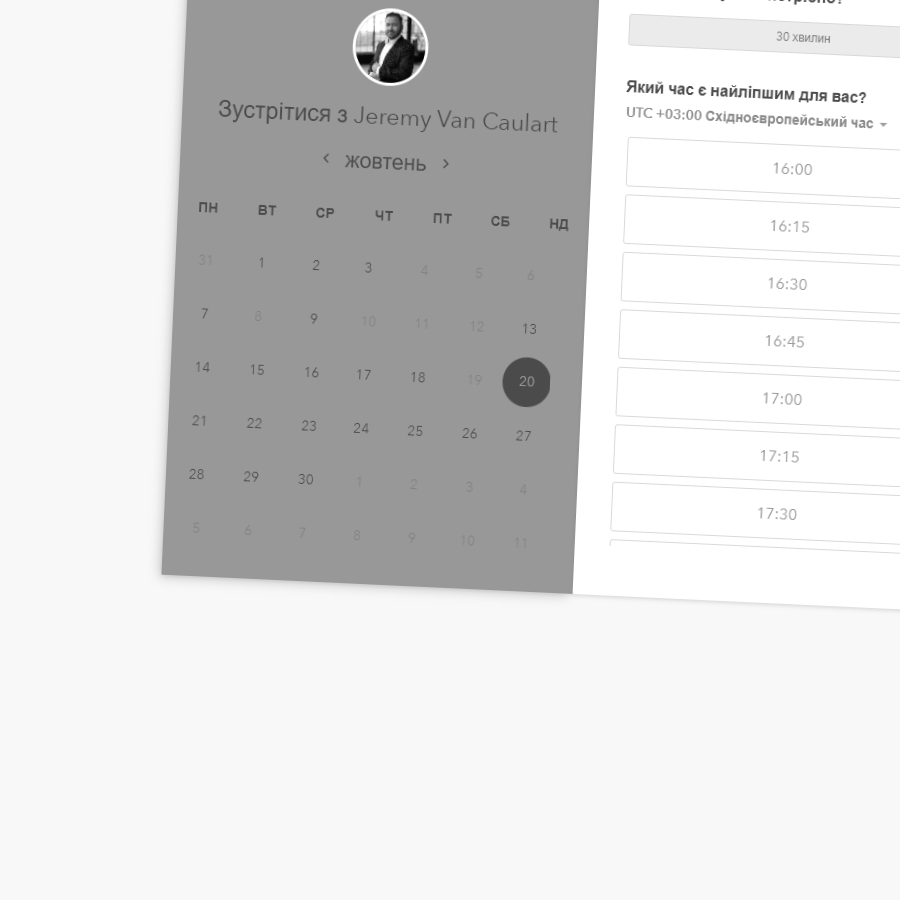 Зустрітися з Jeremy Van Caulart
‹ жовтень ›
ПН ВТ СР ЧТ ПТ СБ НД
31 1 2 3 4 5 6
7 8 9 10 11 12 13
14 15 16 17 18 19 20
21 22 23 24 25 26 27
28 29 30 1 2 3 4
5 6 7 8 9 10 11
30 хвилин
Який час є найліпшим для вас?
UTC +03:00 Східноєвропейський час
16:00
16:15
16:30
16:45
17:00
17:15
17:30